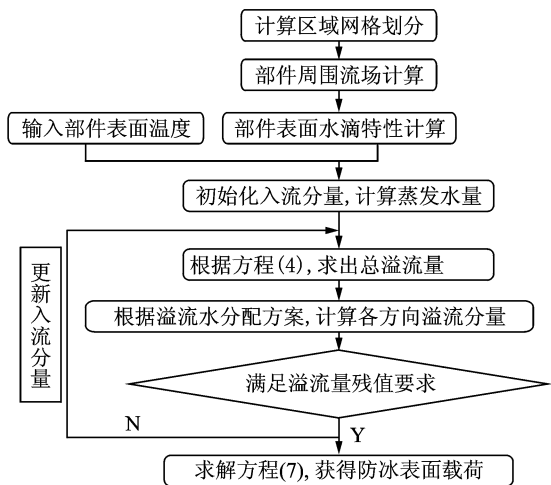 计算区域网格划分
部件周围流场计算
输入部件表面温度
部件表面水滴特性计算
初始化入流分量,计算蒸发水量
更新入流分量
根据方程(4),求出总溢流量
根据溢流水分配方案,计算各方向溢流分量
满足溢流量残值要求
N
Y
求解方程(7),获得防冰表面载荷